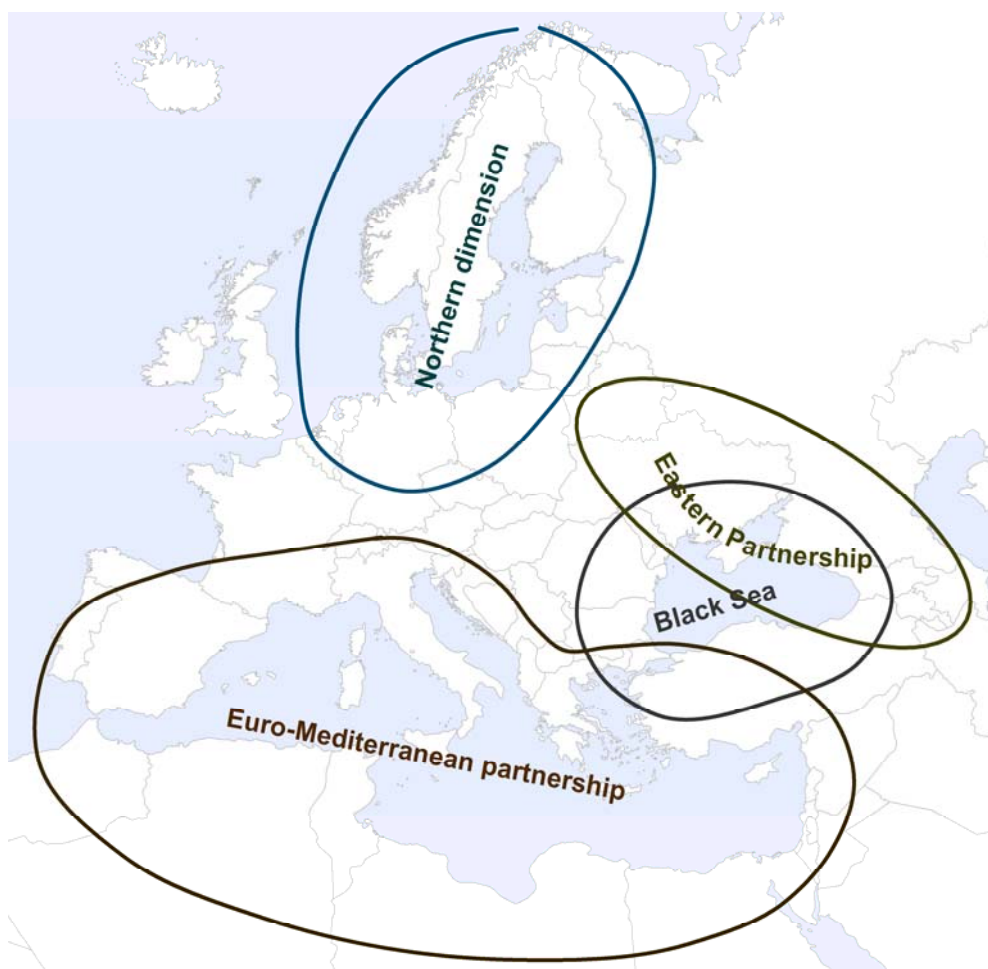 Northern dimension
Eastern Partnership
Black Sea
Euro-Mediterranean partnership